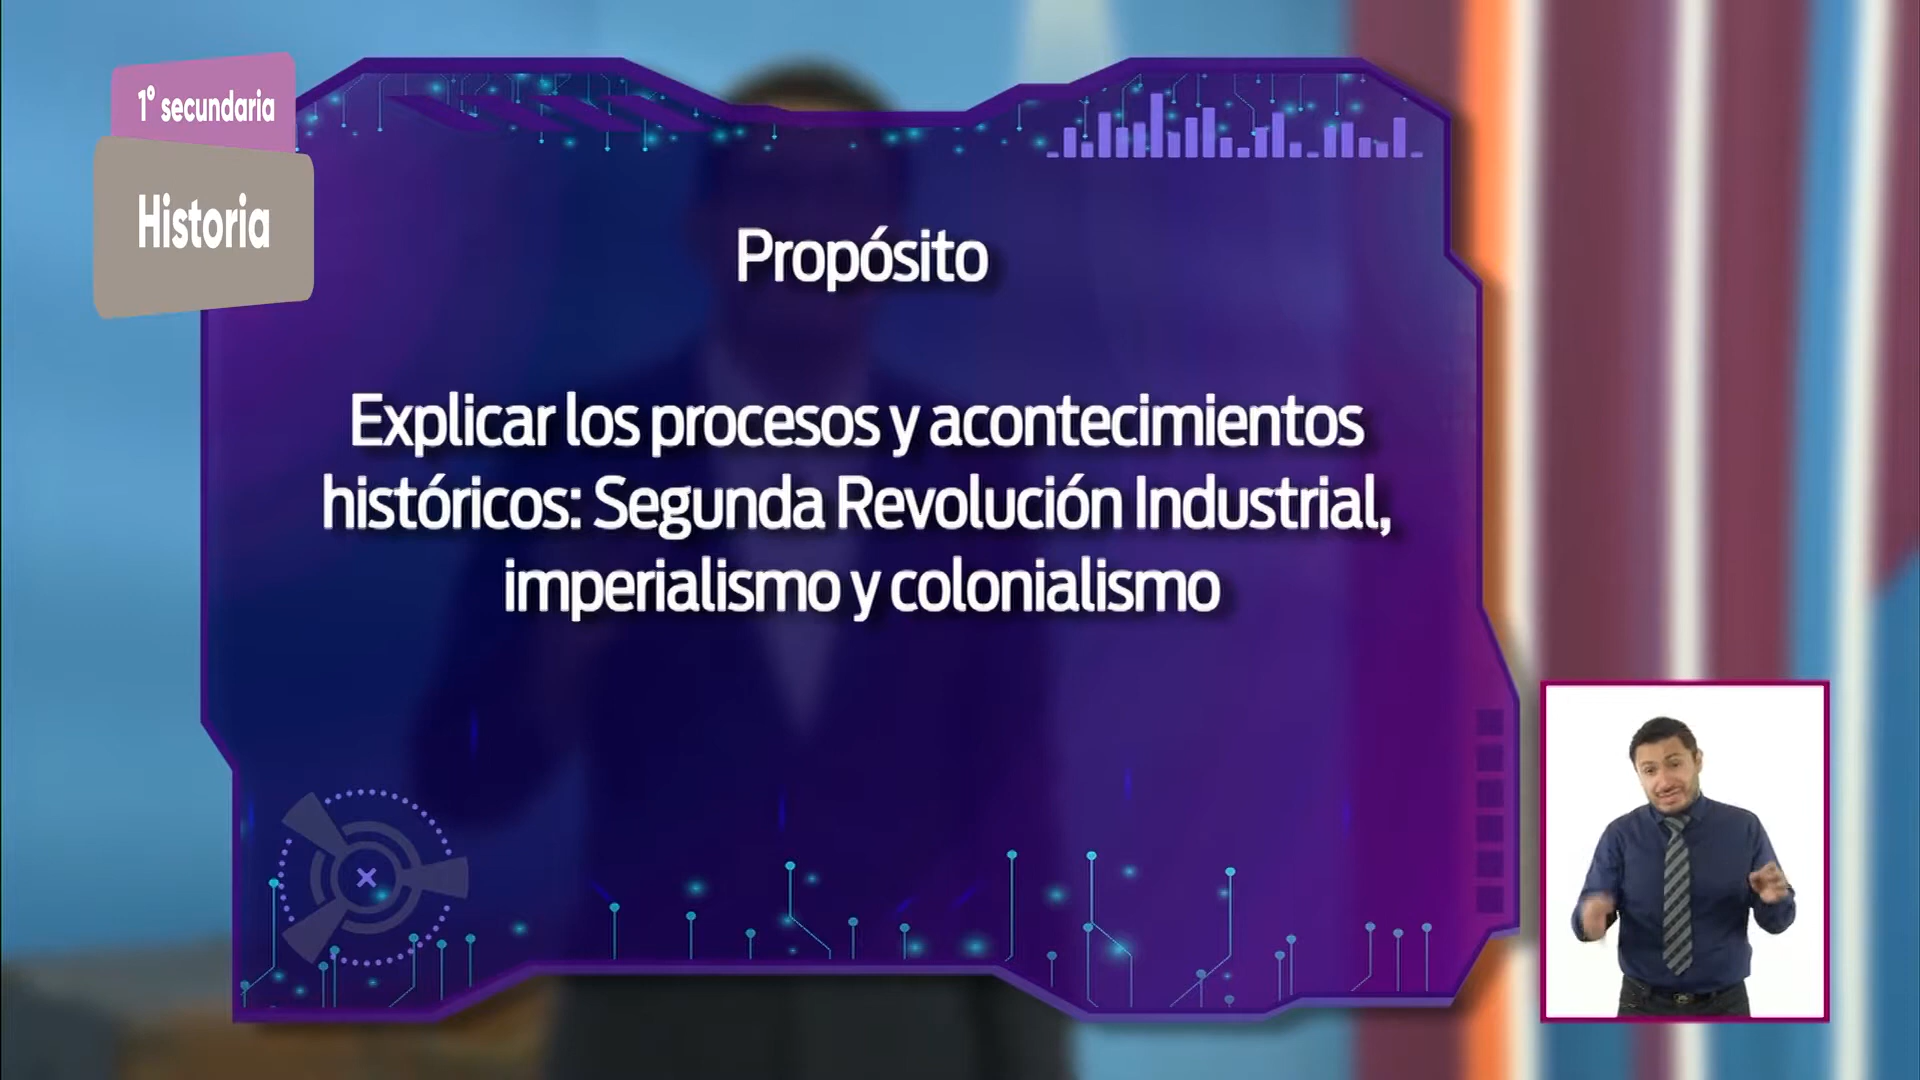 1° secundaria
Historia
Propósito
Explicar los procesos y acontecimientos
históricos: Segunda Revolución Industrial,
imperialismo y colonialismo